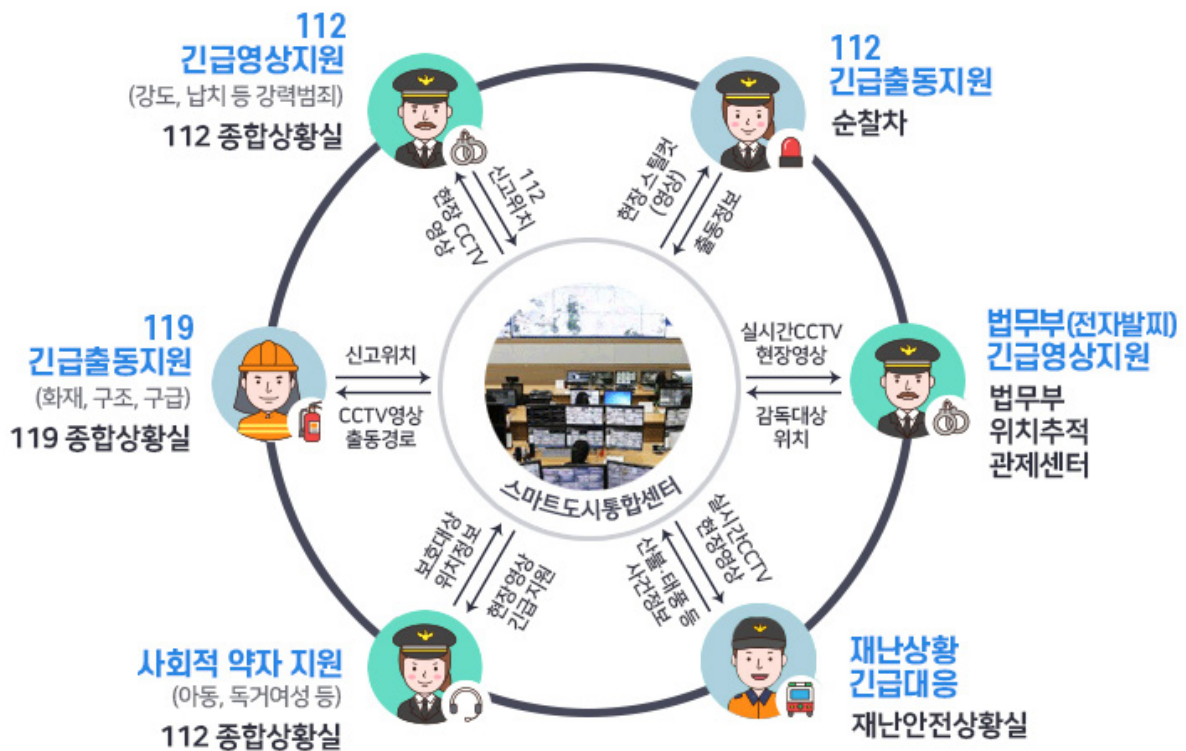 112
긴급영상지원
(강도, 납치 등 강력범죄)
112 종합상황실
112
긴급출동지원
순찰차
112
신고위치
현장 CCTV
영상
현장 스틸컷
(영상)
출동정보
119
긴급출동지원
(화재, 구조, 구급)
119 종합상황실
신고위치
CCTV영상
출동경로
실시간CCTV
현장영상
감독대상
위치
법무부(전자발찌)
긴급영상지원
법무부
위치추적
관제센터
스마트도시통합센터
보호대상
위치정보
현장영상
긴급지원
실시간CCTV
현장영상
산불·태풍 등
사건정보
사회적 약자 지원
(아동, 독거여성 등)
112 종합상황실
재난상황
긴급대응
재난안전상황실